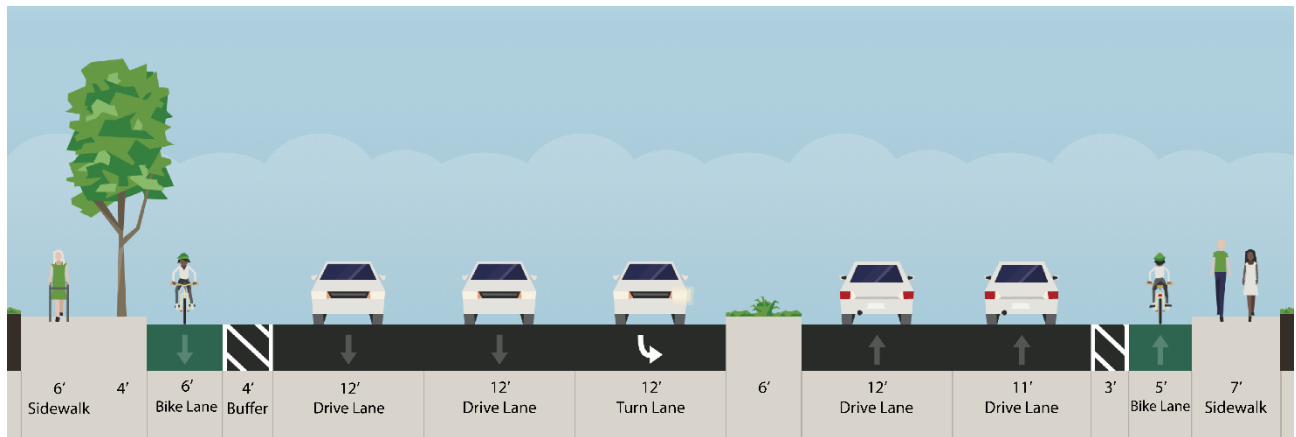 6’ 4’ 6’ 4’ 12’ 12’ 12’ 6’ 12’ 11’ 3’ 5’ 7’
Sidewalk Bike Lane Buffer Drive Lane Drive Lane Turn Lane Drive Lane Drive Lane Bike Lane Sidewalk